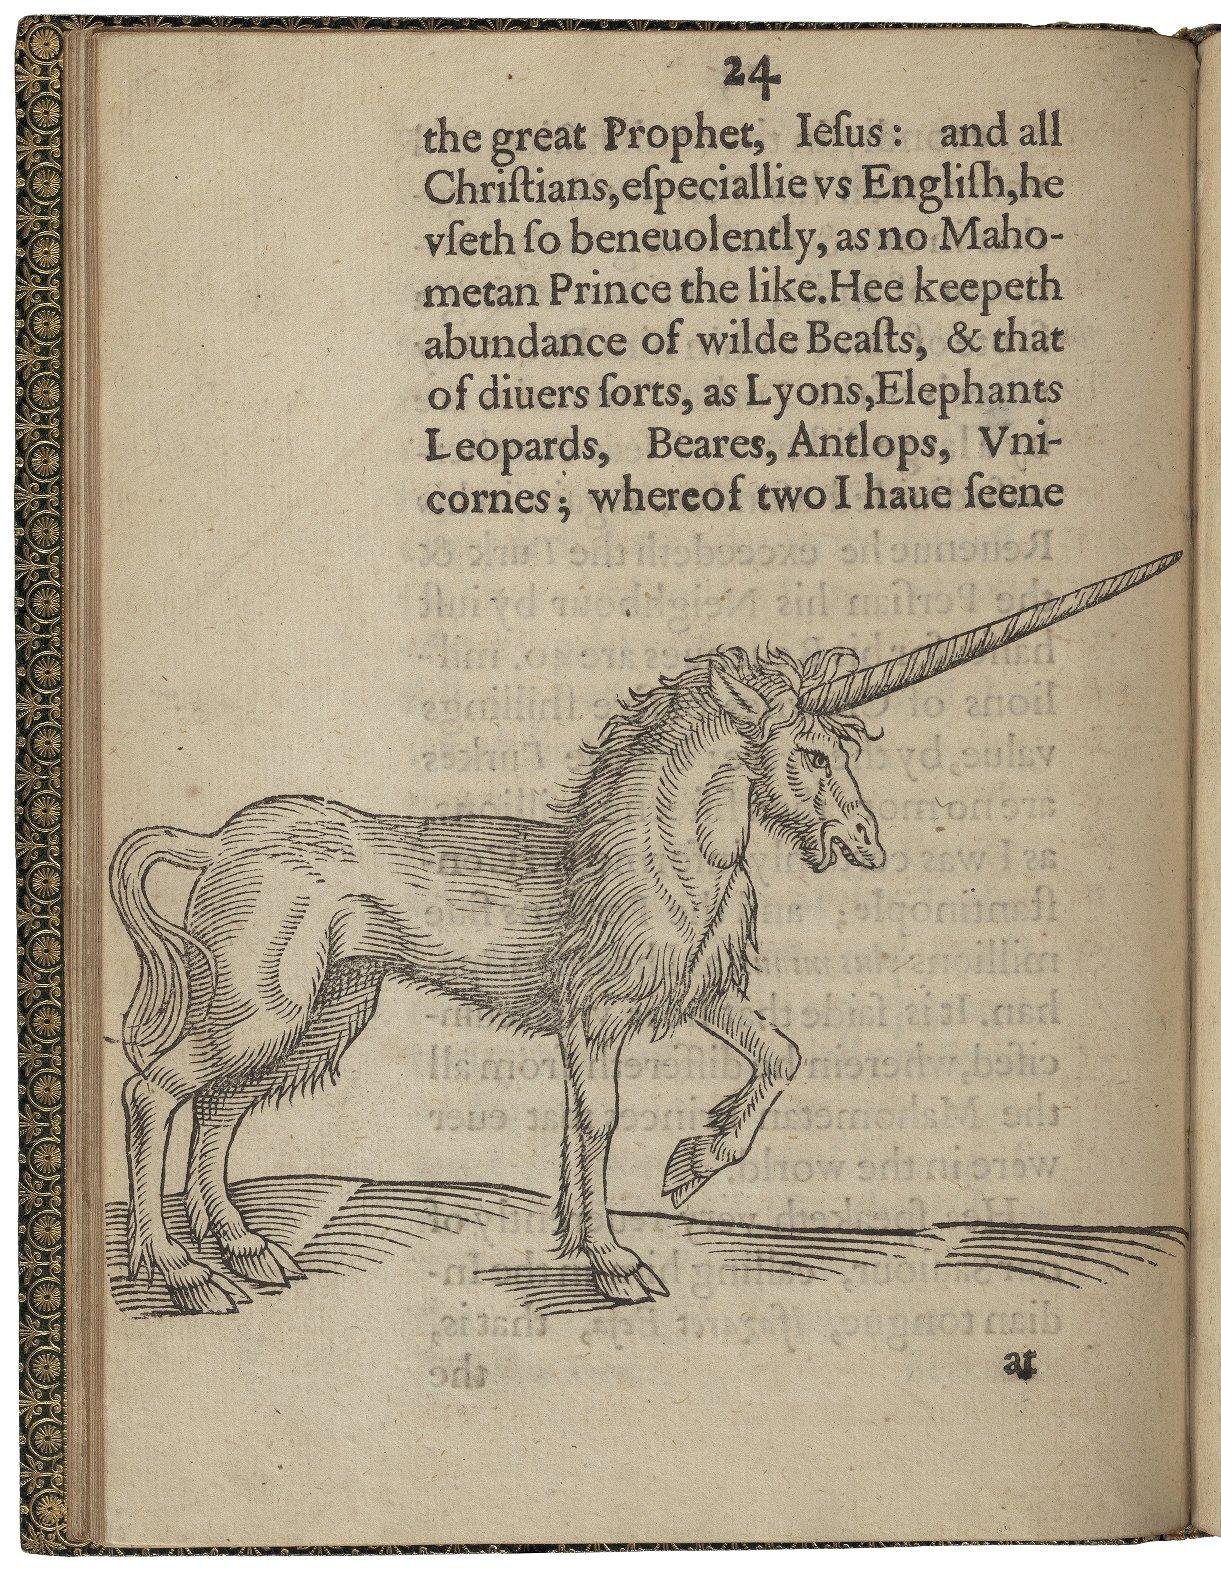 24
the great Prophet, Ieſus: and all
Chriſtians, eſpeciallie vs Engliſh, he
vſeth ſo beneuolently, as no Maho-
metan Prince the like. Hee keepeth
abundance of wilde Beaſts, & that
of diuers ſorts, as Lyons, Elephants
Leopards, Beares, Antlops, Vni-
cornes; whereof two I haue ſeene
at